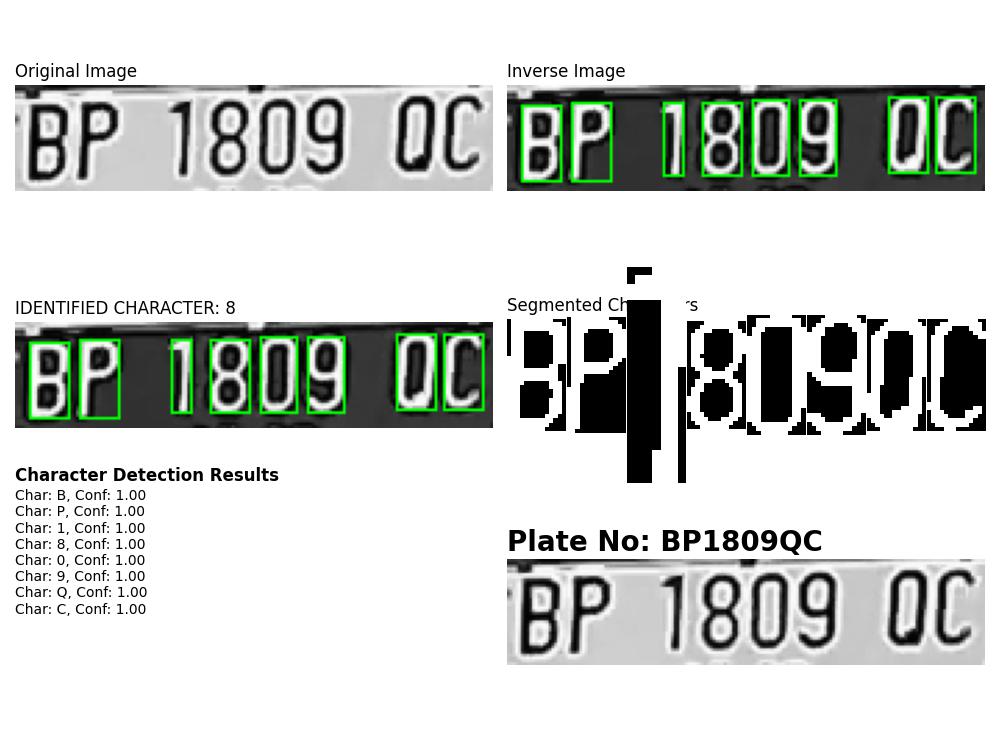 Original Image
BP 1809 QC
Inverse Image
BP 1809 QC
IDENTIFIED CHARACTER: 8
BP 1809 QC
Segmented Ch rs
BP1809QC
Character Detection Results
Char: B, Conf: 1.00
Char: P, Conf: 1.00
Char: 1, Conf: 1.00
Char: 8, Conf: 1.00
Char: 0, Conf: 1.00
Char: 9, Conf: 1.00
Char: Q, Conf: 1.00
Char: C, Conf: 1.00
Plate No: BP1809QC
BP 1809 QC